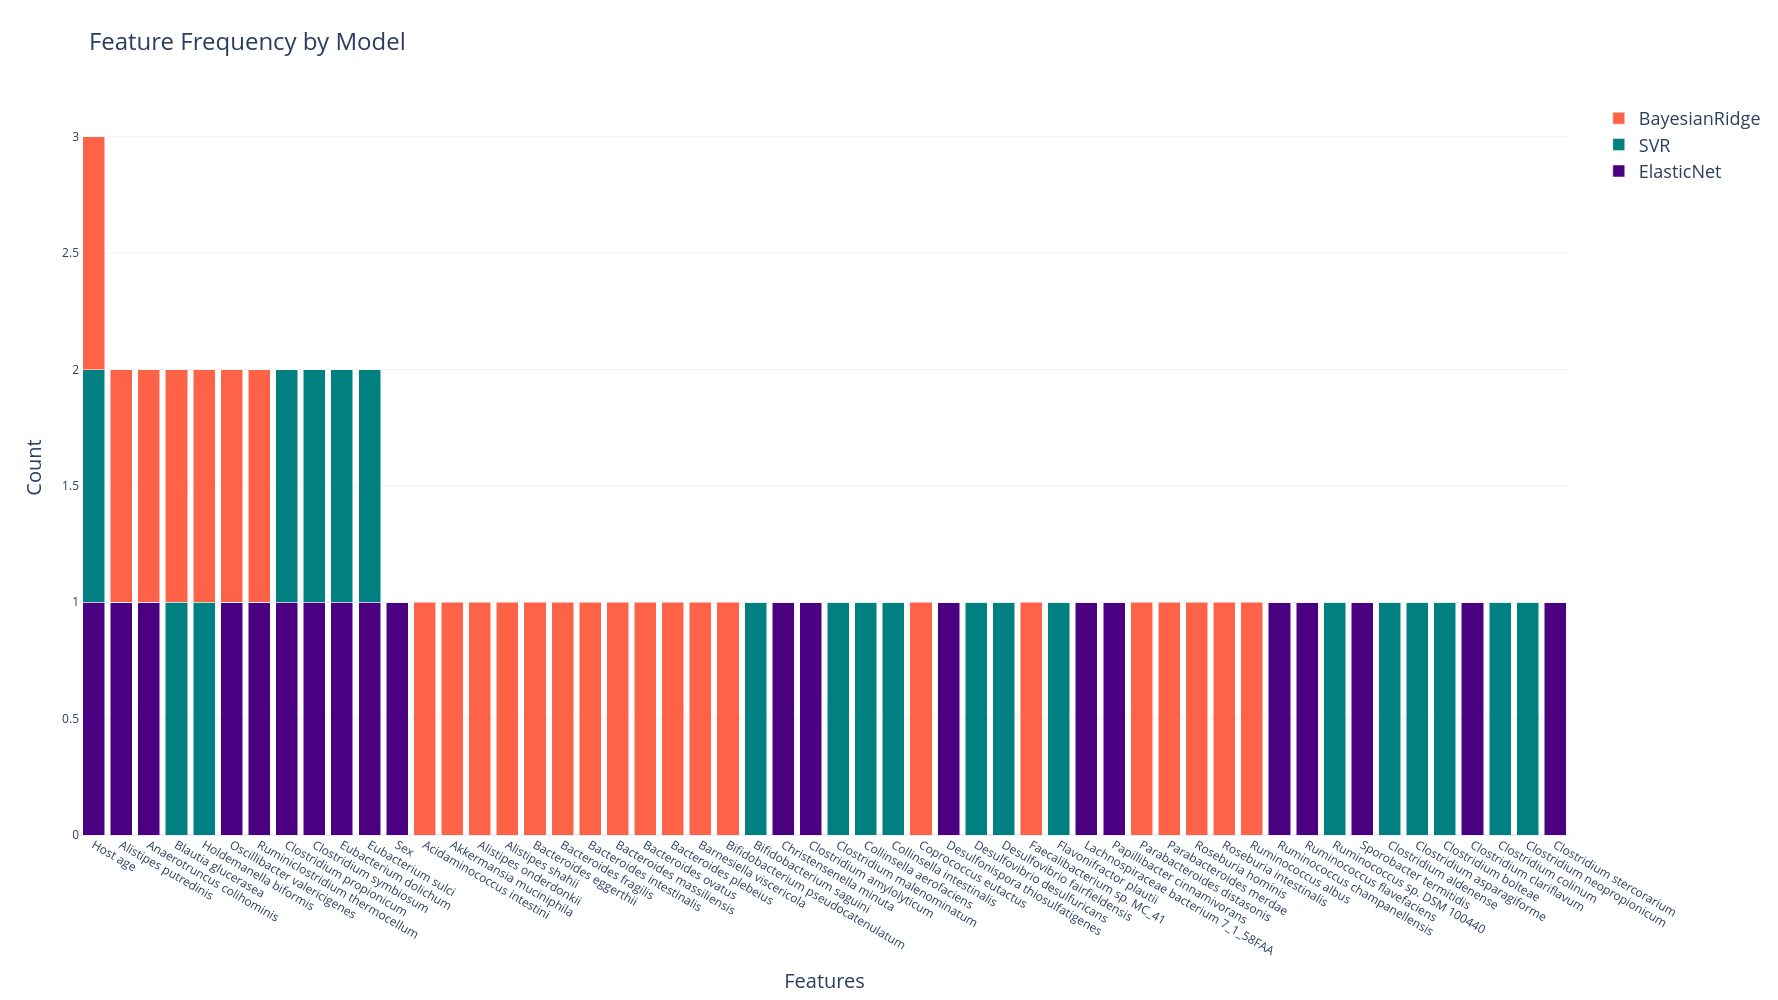 Feature Frequency by Model
BayesianRidge
SVR
ElasticNet
Count
3
2.5
2
1.5
1
0.5
0
Host age
Alistipes putredinis
Anaerotruncus colihominis
Blautia glucerasea
Holdemanella biformis
Oscillibacter valericigenes
Ruminiclostridium thermocellum
Clostridium propionicum
Clostridium symbiosum
Eubacterium dolichum
Eubacterium sulci
Sex
Acidaminococcus intestini
Akkermansia muciniphila
Alistipes onderdonkii
Alistipes shahii
Bacteroides eggerthii
Bacteroides fragilis
Bacteroides intestinalis
Bacteroides massiliensis
Bacteroides ovatus
Bacteroides plebeius
Barnesiella viscericola
Bifidobacterium pseudocatenulatum
Bifidobacterium saguini
Christensenella minuta
Clostridium amylolyticum
Clostridium malenominatum
Collinsella aerofaciens
Collinsella intestinalis
Coprococcus eutactus
Desulfonispora thiosulfatigenes
Desulfovibrio desulfuricans
Desulfovibrio fairfieldensis
Faecalibacterium sp. MC_41
Flavonifractor plautii
Lachnospiraceae bacterium 7_1_58FAA
Papillibacter cinnamivorans
Parabacteroides distasonis
Parabacteroides merdae
Roseburia hominis
Roseburia intestinalis
Ruminococcus albus
Ruminococcus champanellensis
Ruminococcus flavefaciens
Ruminococcus sp. DSM 100440
Sporobacter termitidis
Clostridium aldenense
Clostridium asparagiforme
Clostridium bolteae
Clostridium clariflavum
Clostridium colinum
Clostridium neopropionicum
Clostridium stercorarium
Features